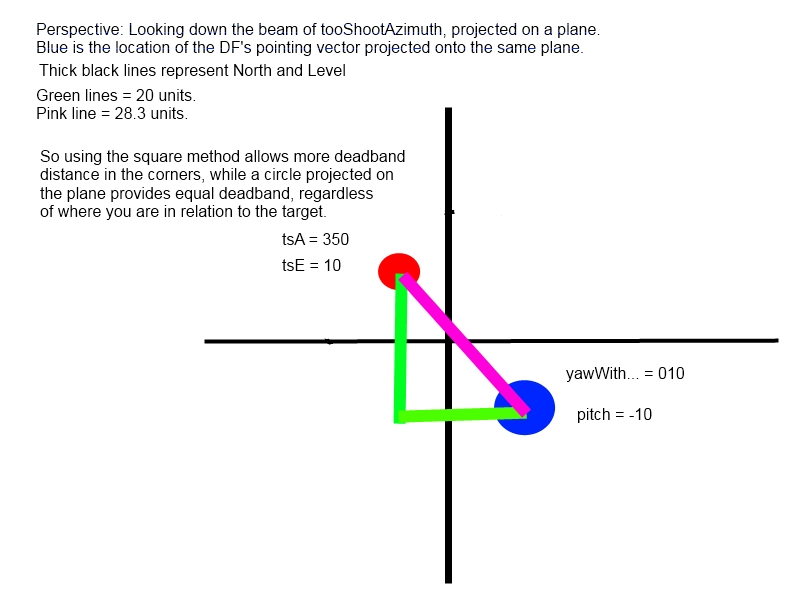 Perspective: Looking down the beam of tooShootAzimuth, projected on a plane.
Blue is the location of the DF's pointing vector projected onto the same plane.
Thick black lines represent North and Level
Green lines = 20 units.
Pink line = 28.3 units.
So using the square method allows more deadband
distance in the corners, while a circle projected on
the plane provides equal deadband, regardless
of where you are in relation to the target.
tsA = 350
tsE = 10
yawWith... = 010
pitch = -10